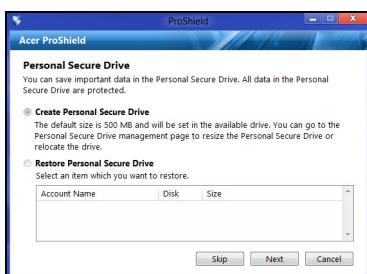 ProShield
Acer ProShield
Personal Secure Drive
You can save important data in the Personal Secure Drive. All data in the Personal
Secure Drive are protected.
Create Personal Secure Drive
The default size is 500 MB and will be set in the available drive. You can go to the
Personal Secure Drive management page to resize the Personal Secure Drive or
relocate the drive.
Restore Personal Secure Drive
Select an item which you want to restore.
Account Name Disk Size
Skip Next Cancel